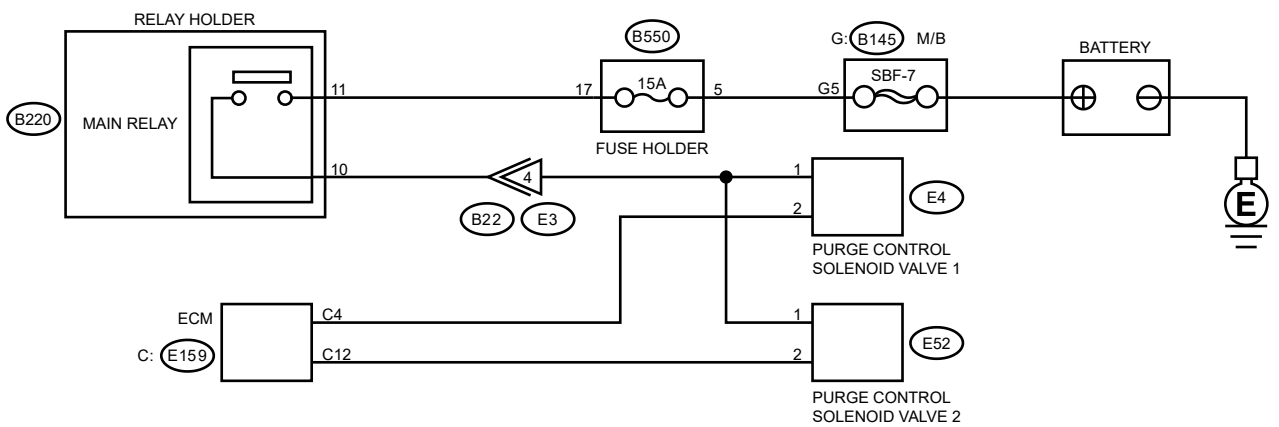 RELAY HOLDER
B550
G: B145 M/B
BATTERY
SBF-7
15A
11
17
5
G5
B220
MAIN RELAY
FUSE HOLDER
10
4
1
B22
E3
2
E4
E
PURGE CONTROL
SOLENOID VALVE 1
ECM
C4
1
C: E159
C12
2
E52
PURGE CONTROL
SOLENOID VALVE 2